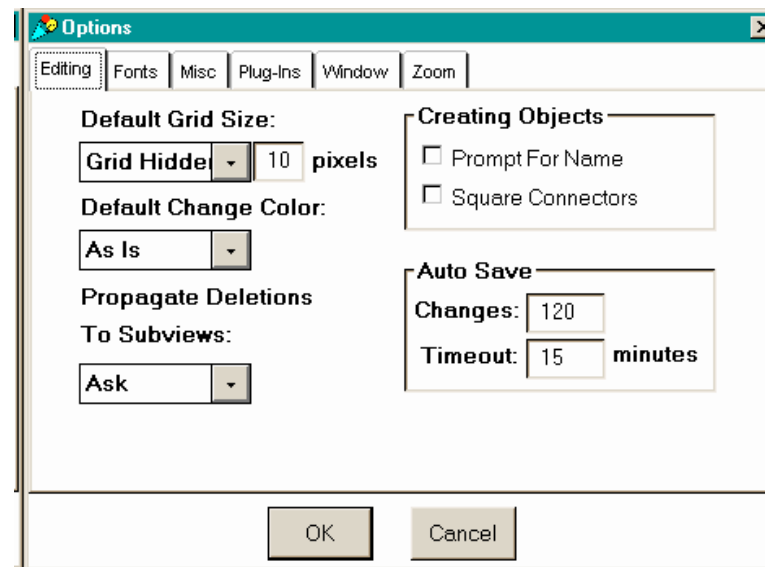 Options
Editing Fonts Misc Plug-Ins Window Zoom
Default Grid Size:
Grid Hidden 10 pixels
Default Change Color:
As Is
Propagate Deletions
To Subviews:
Ask
Creating Objects
Prompt For Name
Square Connectors
Auto Save
Changes: 120
Timeout: 15 minutes
OK Cancel